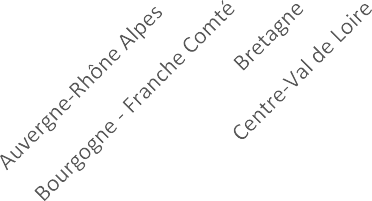 Auvergne-Rhône Alpes
Bourgogne - Franche Comté
Bretagne
Centre-Val de Loire